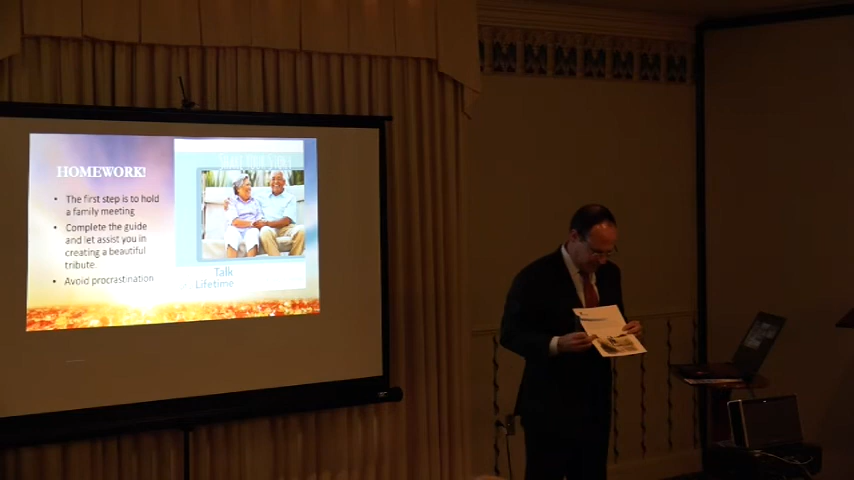 HOMEWORK!
• The first step is to hold
a family meeting
• Complete the guide
and let assist you in
creating a beautiful
tribute.
• Avoid procrastination
Talk
Lifetime